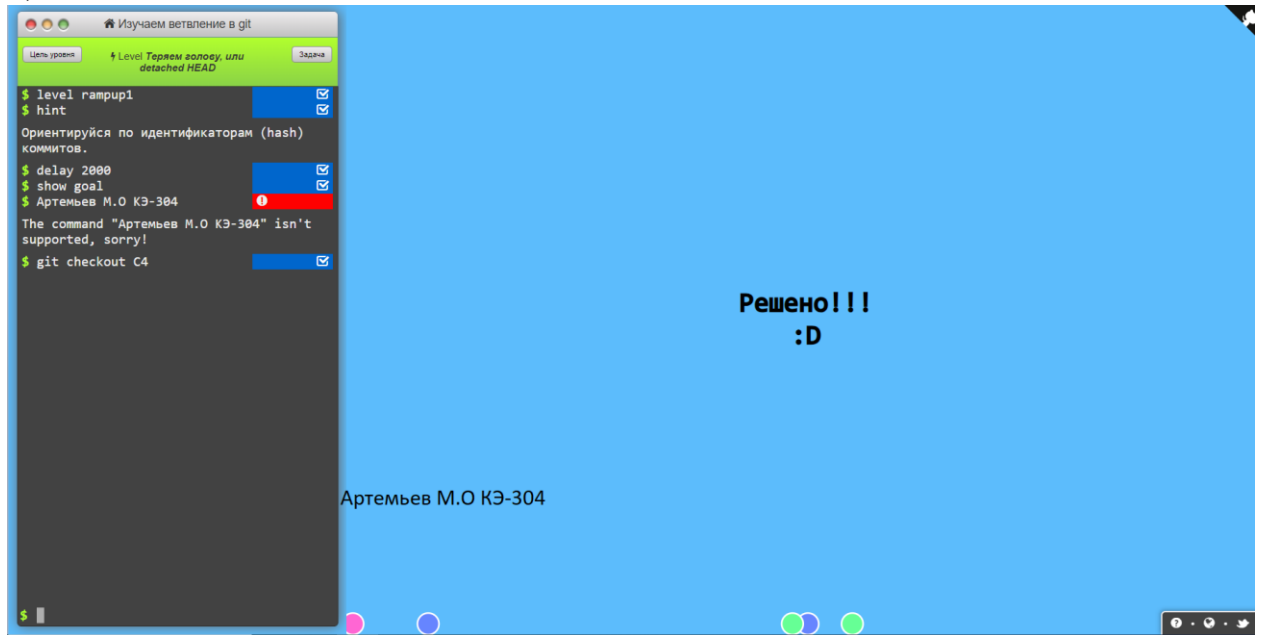 Изучаем ветвление в git
Цель уровня
Level Теряем голову, или
detached HEAD
Задача
$ level rampup1
$ hint
Ориентируйся по идентификаторам (hash)
коммитов.
$ delay 2000
$ show goal
$ Артемьев М.О КЭ-304
The command "Артемьев М.О КЭ-304" isn't
supported, sorry!
$ git checkout C4
$
Решено!!!
:D
Артемьев М.О КЭ-304